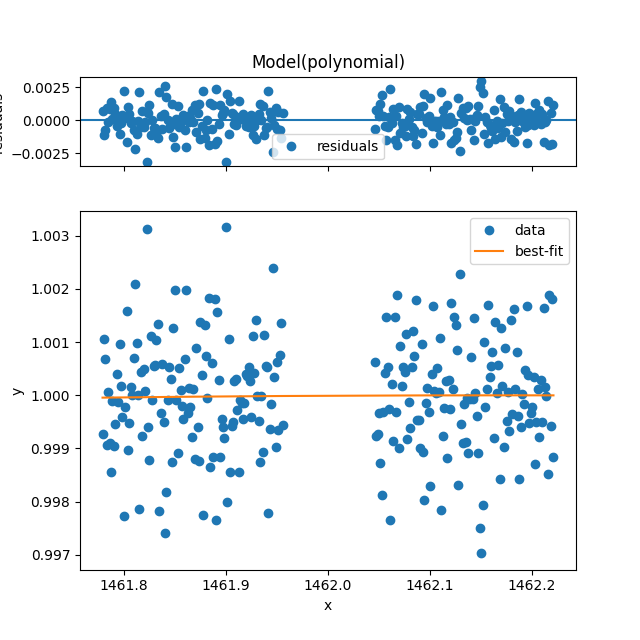 Model(polynomial)
0.0025
0.0000
−0.0025
residuals
1.003
1.002
1.001
1.000
0.999
0.998
0.997
y
data
best-fit
1461.8
1461.9
1462.0
1462.1
1462.2
x